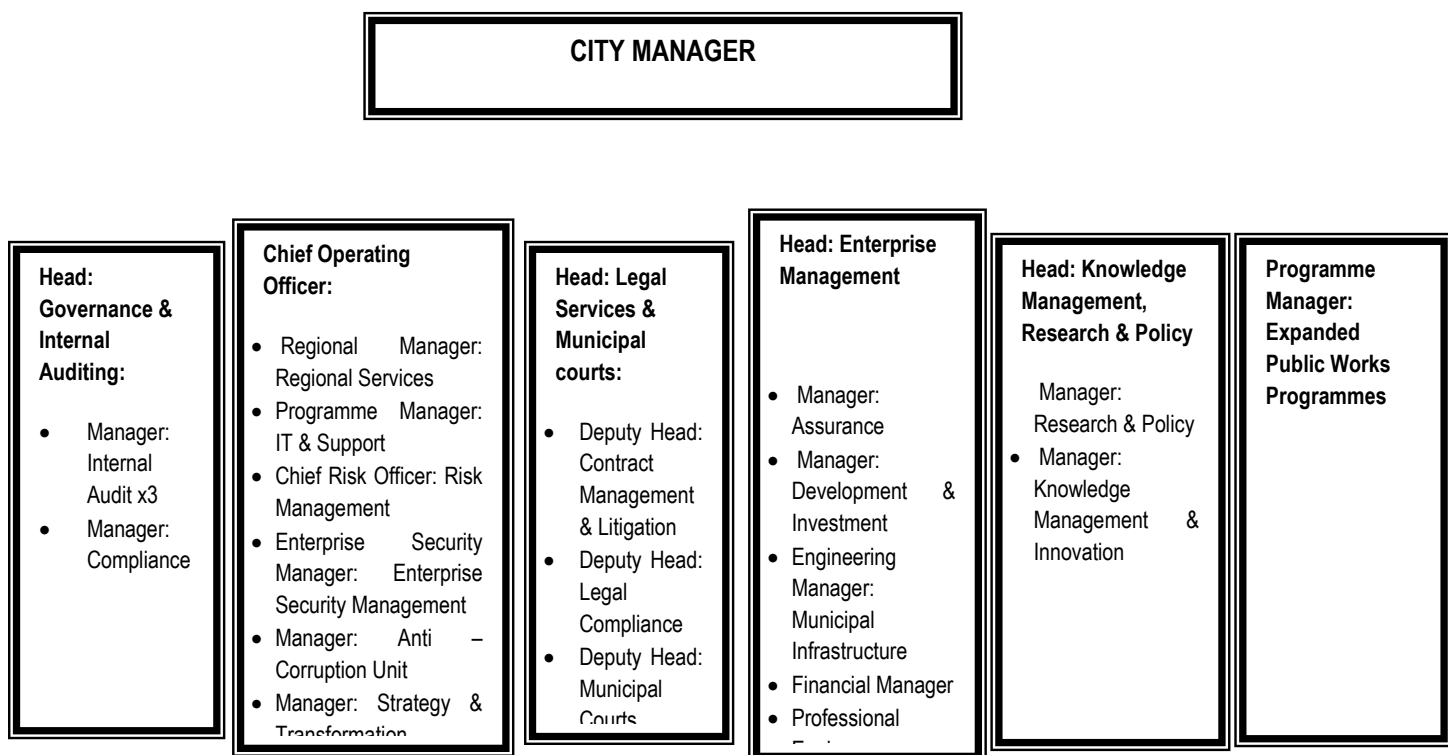 CITY MANAGER
Head:
Governance &
Internal
Auditing:
• Manager:
Internal
Audit x3
• Manager:
Compliance
Chief Operating
Officer:
• Regional Manager:
Regional Services
• Programme Manager:
IT & Support
• Chief Risk Officer: Risk
Management
• Enterprise Security
Manager: Enterprise
Security Management
• Manager: Anti –
Corruption Unit
• Manager: Strategy &
Transformation
Head: Legal
Services &
Municipal
courts:
• Deputy Head:
Contract
Management
& Litigation
• Deputy Head:
Legal
Compliance
• Deputy Head:
Municipal
Courts
Head: Enterprise
Management
• Manager:
Assurance
• Manager:
Development &
Investment
• Engineering
Manager:
Municipal
Infrastructure
• Financial Manager
• Professional
Head: Knowledge
Management,
Research & Policy
Manager:
Research & Policy
• Manager:
Knowledge
Management &
Innovation
Programme
Manager:
Expanded
Public Works
Programmes